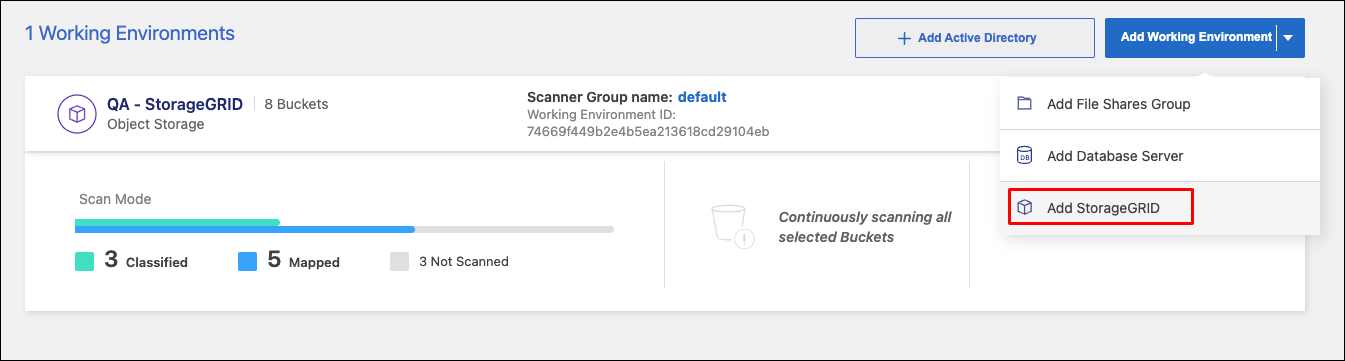 1 Working Environments
+ Add Active Directory
Add Working Environment
QA - StorageGRID
8 Buckets
Object Storage
Scanner Group name: default
Working Environment ID:
74669f449b2e4b5ea213618cd29104eb
Add File Shares Group
DB
Add Database Server
Add StorageGRID
Scan Mode
3 Classified
5 Mapped
3 Not Scanned
Continuously scanning all
selected Buckets